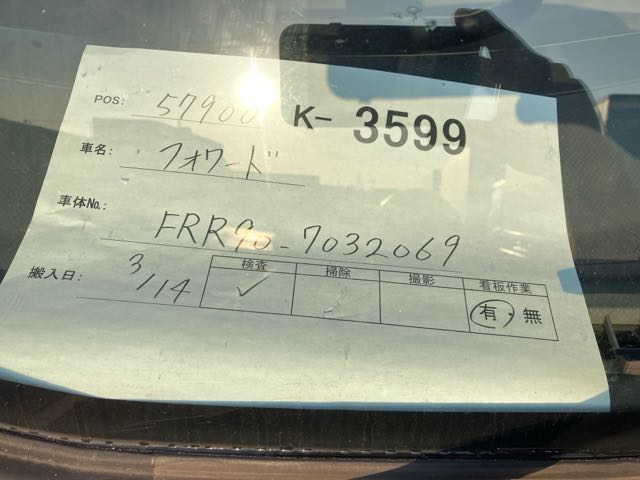 POS: 57900
K- 3599
車名: フォワード
車体No.: FRR90-7032069
搬入日: 3/14
検査 掃除 撮影 看板作業
✓ 有・無